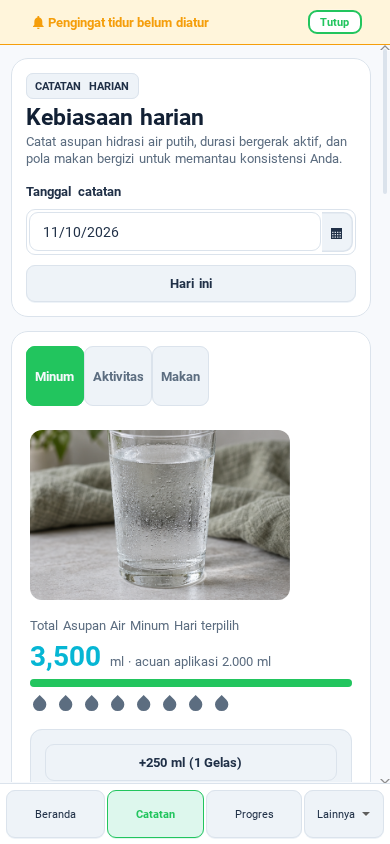 Pengingat tidur belum diatur
Tutup
CATATAN HARIAN
Kebiasaan harian
Catat asupan hidrasi air putih, durasi bergerak aktif, dan
pola makan bergizi untuk memantau konsistensi Anda.
Tanggal catatan
11/10/2026
Hari ini
Minum
Aktivitas
Makan
Total Asupan Air Minum Hari terpilih
3,500 ml · acuan aplikasi 2.000 ml
+250 ml (1 Gelas)
Beranda
Catatan
Progres
Lainnya